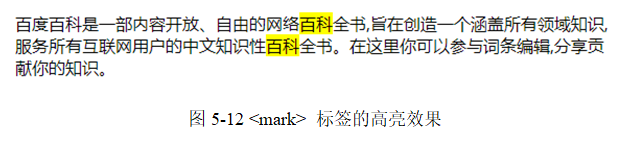 百度百科是一部内容开放、自由的网络百科全书,旨在创造一个涵盖所有领域知识,
服务所有互联网用户的中文知识性百科全书。在这里你可以参与词条编辑,分享贡
献你的知识。
图 5-12 <mark> 标签的高亮效果